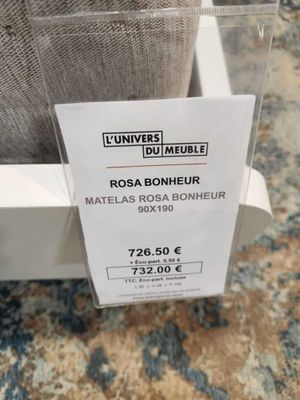 L'UNIVERS
DU MEUBLE
ROSA BONHEUR
MATELAS ROSA BONHEUR
90X190
726.50 €
+ Éco-part. 5.50 €
732.00 €
TTC, Éco-part. incluse